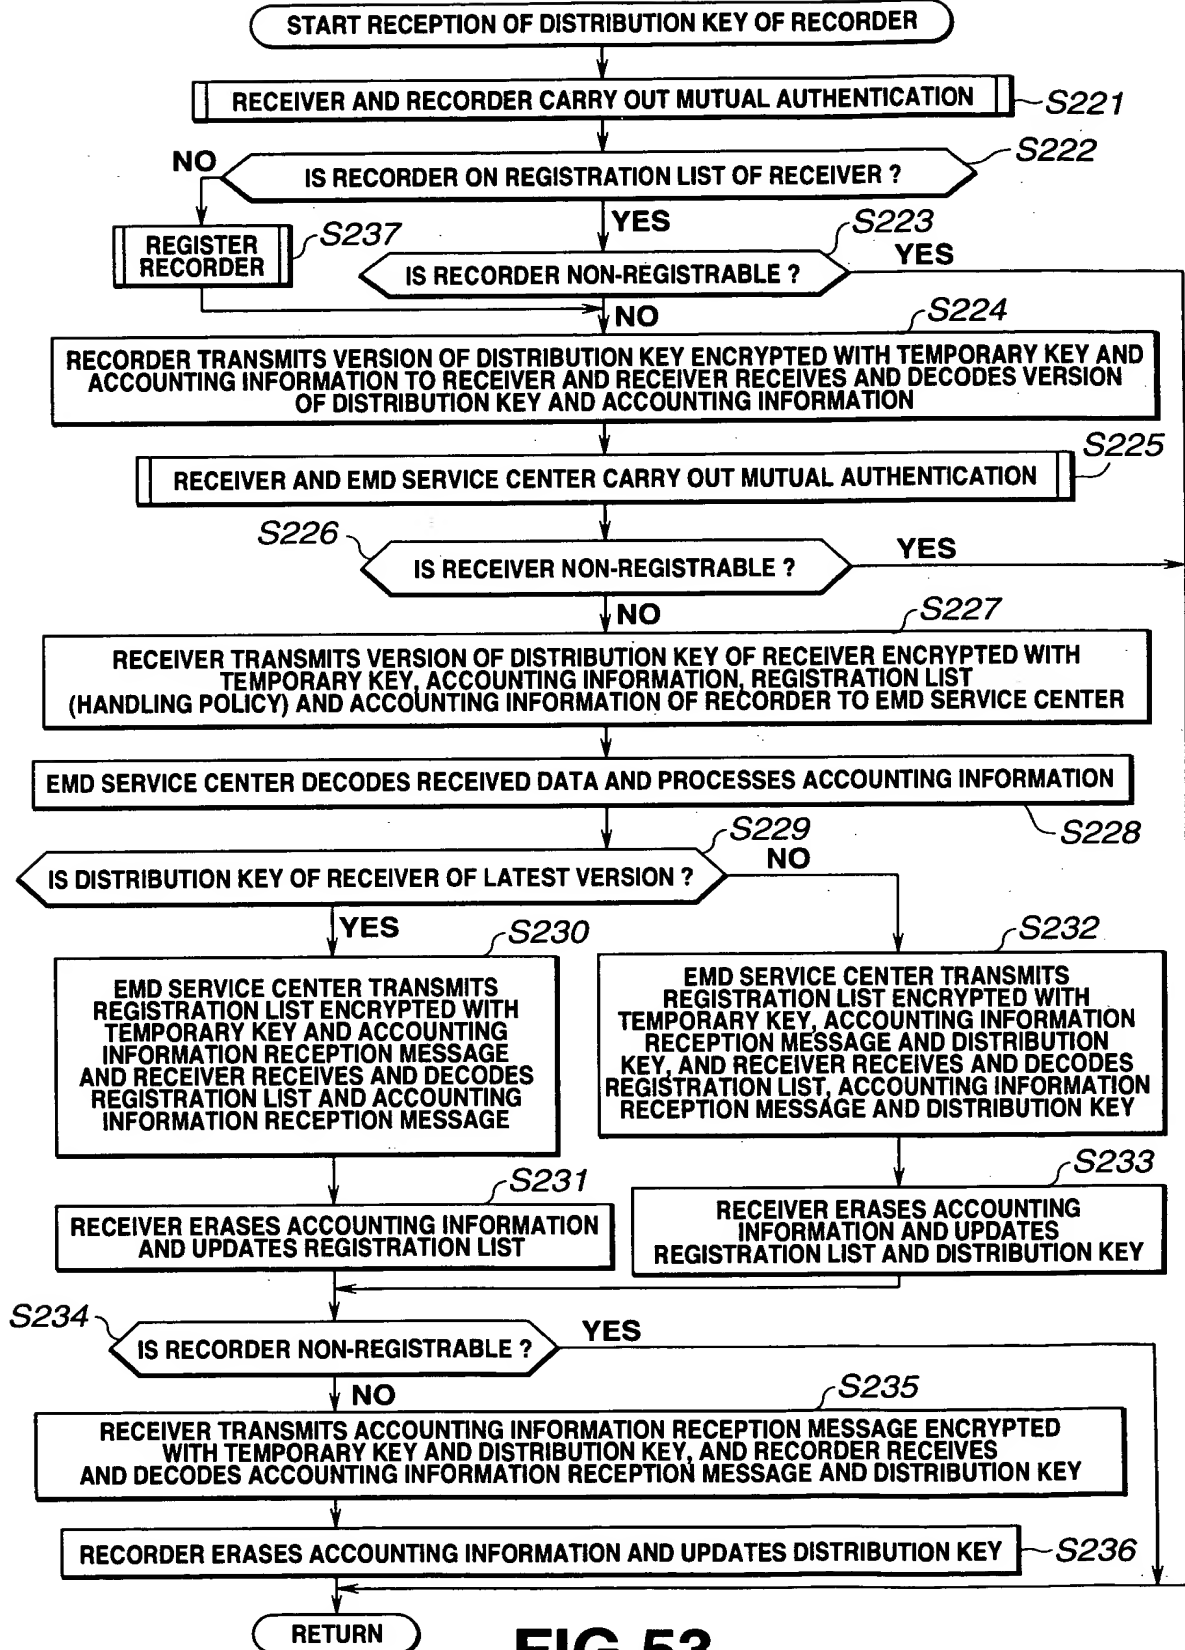 START RECEPTION OF DISTRIBUTION KEY OF RECORDER
RECEIVER AND RECORDER CARRY OUT MUTUAL AUTHENTICATION
S221
S222
NO
IS RECORDER ON REGISTRATION LIST OF RECEIVER ?
YES
S223
S237
REGISTER
RECORDER
YES
IS RECORDER NON-REGISTRABLE ?
NO
S224
RECORDER TRANSMITS VERSION OF DISTRIBUTION KEY ENCRYPTED WITH TEMPORARY KEY AND
ACCOUNTING INFORMATION TO RECEIVER AND RECEIVER RECEIVES AND DECODES VERSION
OF DISTRIBUTION KEY AND ACCOUNTING INFORMATION
S225
RECEIVER AND EMD SERVICE CENTER CARRY OUT MUTUAL AUTHENTICATION
S226
YES
IS RECEIVER NON-REGISTRABLE ?
NO
S227
RECEIVER TRANSMITS VERSION OF DISTRIBUTION KEY OF RECEIVER ENCRYPTED WITH
TEMPORARY KEY, ACCOUNTING INFORMATION, REGISTRATION LIST
(HANDLING POLICY) AND ACCOUNTING INFORMATION OF RECORDER TO EMD SERVICE CENTER
EMD SERVICE CENTER DECODES RECEIVED DATA AND PROCESSES ACCOUNTING INFORMATION
S228
S229
NO
IS DISTRIBUTION KEY OF RECEIVER OF LATEST VERSION ?
YES
S230
EMD SERVICE CENTER TRANSMITS
REGISTRATION LIST ENCRYPTED WITH
TEMPORARY KEY AND ACCOUNTING
INFORMATION RECEPTION MESSAGE
AND RECEIVER RECEIVES AND DECODES
REGISTRATION LIST AND ACCOUNTING
INFORMATION RECEPTION MESSAGE
S232
EMD SERVICE CENTER TRANSMITS
REGISTRATION LIST ENCRYPTED WITH
TEMPORARY KEY, ACCOUNTING INFORMATION
RECEPTION MESSAGE AND DISTRIBUTION
KEY, AND RECEIVER RECEIVES AND DECODES
REGISTRATION LIST, ACCOUNTING INFORMATION
RECEPTION MESSAGE AND DISTRIBUTION KEY
S231
RECEIVER ERASES ACCOUNTING INFORMATION
AND UPDATES REGISTRATION LIST
S233
RECEIVER ERASES ACCOUNTING
INFORMATION AND UPDATES
REGISTRATION LIST AND DISTRIBUTION KEY
S234
YES
IS RECORDER NON-REGISTRABLE ?
NO
S235
RECEIVER TRANSMITS ACCOUNTING INFORMATION RECEPTION MESSAGE ENCRYPTED
WITH TEMPORARY KEY AND DISTRIBUTION KEY, AND RECORDER RECEIVES
AND DECODES ACCOUNTING INFORMATION RECEPTION MESSAGE AND DISTRIBUTION KEY
RECORDER ERASES ACCOUNTING INFORMATION AND UPDATES DISTRIBUTION KEY
S236
RETURN
FIG.53